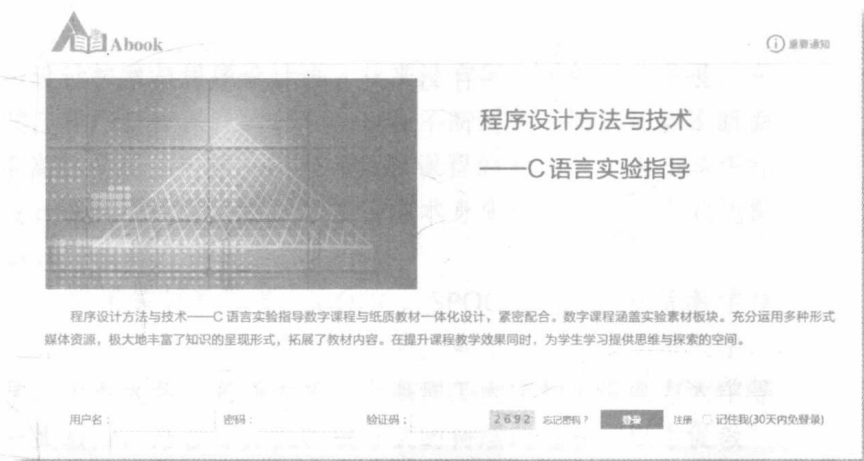 Abook
重要通知
程序设计方法与技术
——C语言实验指导
程序设计方法与技术——C 语言实验指导数字课程与纸质教材一体化设计，紧密配合。数字课程涵盖实验素材板块。充分运用多种形式
媒体资源，极大地丰富了知识的呈现形式，拓展了教材内容。在提升课程教学效果同时，为学生学习提供思维与探索的空间。
用户名： 密码： 验证码： 2692 忘记密码？ 登录 注册 记住我(30天内免登录)